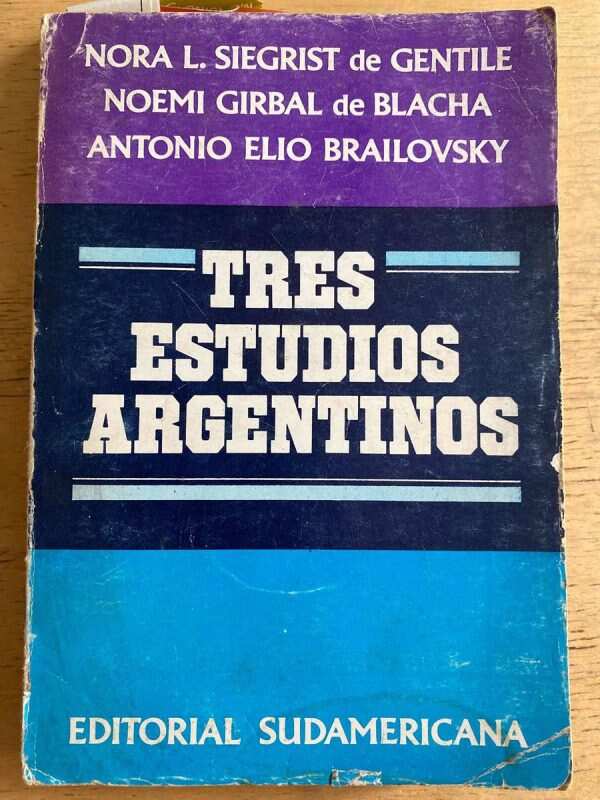 NORA L. SIEGRIST de GENTILE
NOEMI GIRBAL de BLACHA
ANTONIO ELIO BRAILOVSKY
TRES
ESTUDIOS
ARGENTINOS
EDITORIAL SUDAMERICANA